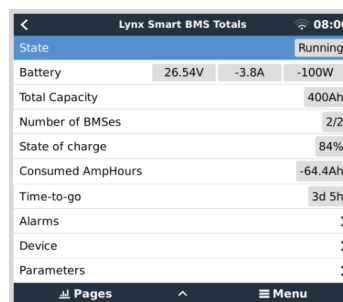 Lynx Smart BMS Totals 08:00
State Running
Battery 26.54V -3.8A -100W
Total Capacity 400Ah
Number of BMSes 2/2
State of charge 84%
Consumed AmpHours -64.4Ah
Time-to-go 3d 5h
Alarms
Device
Parameters
Pages Menu